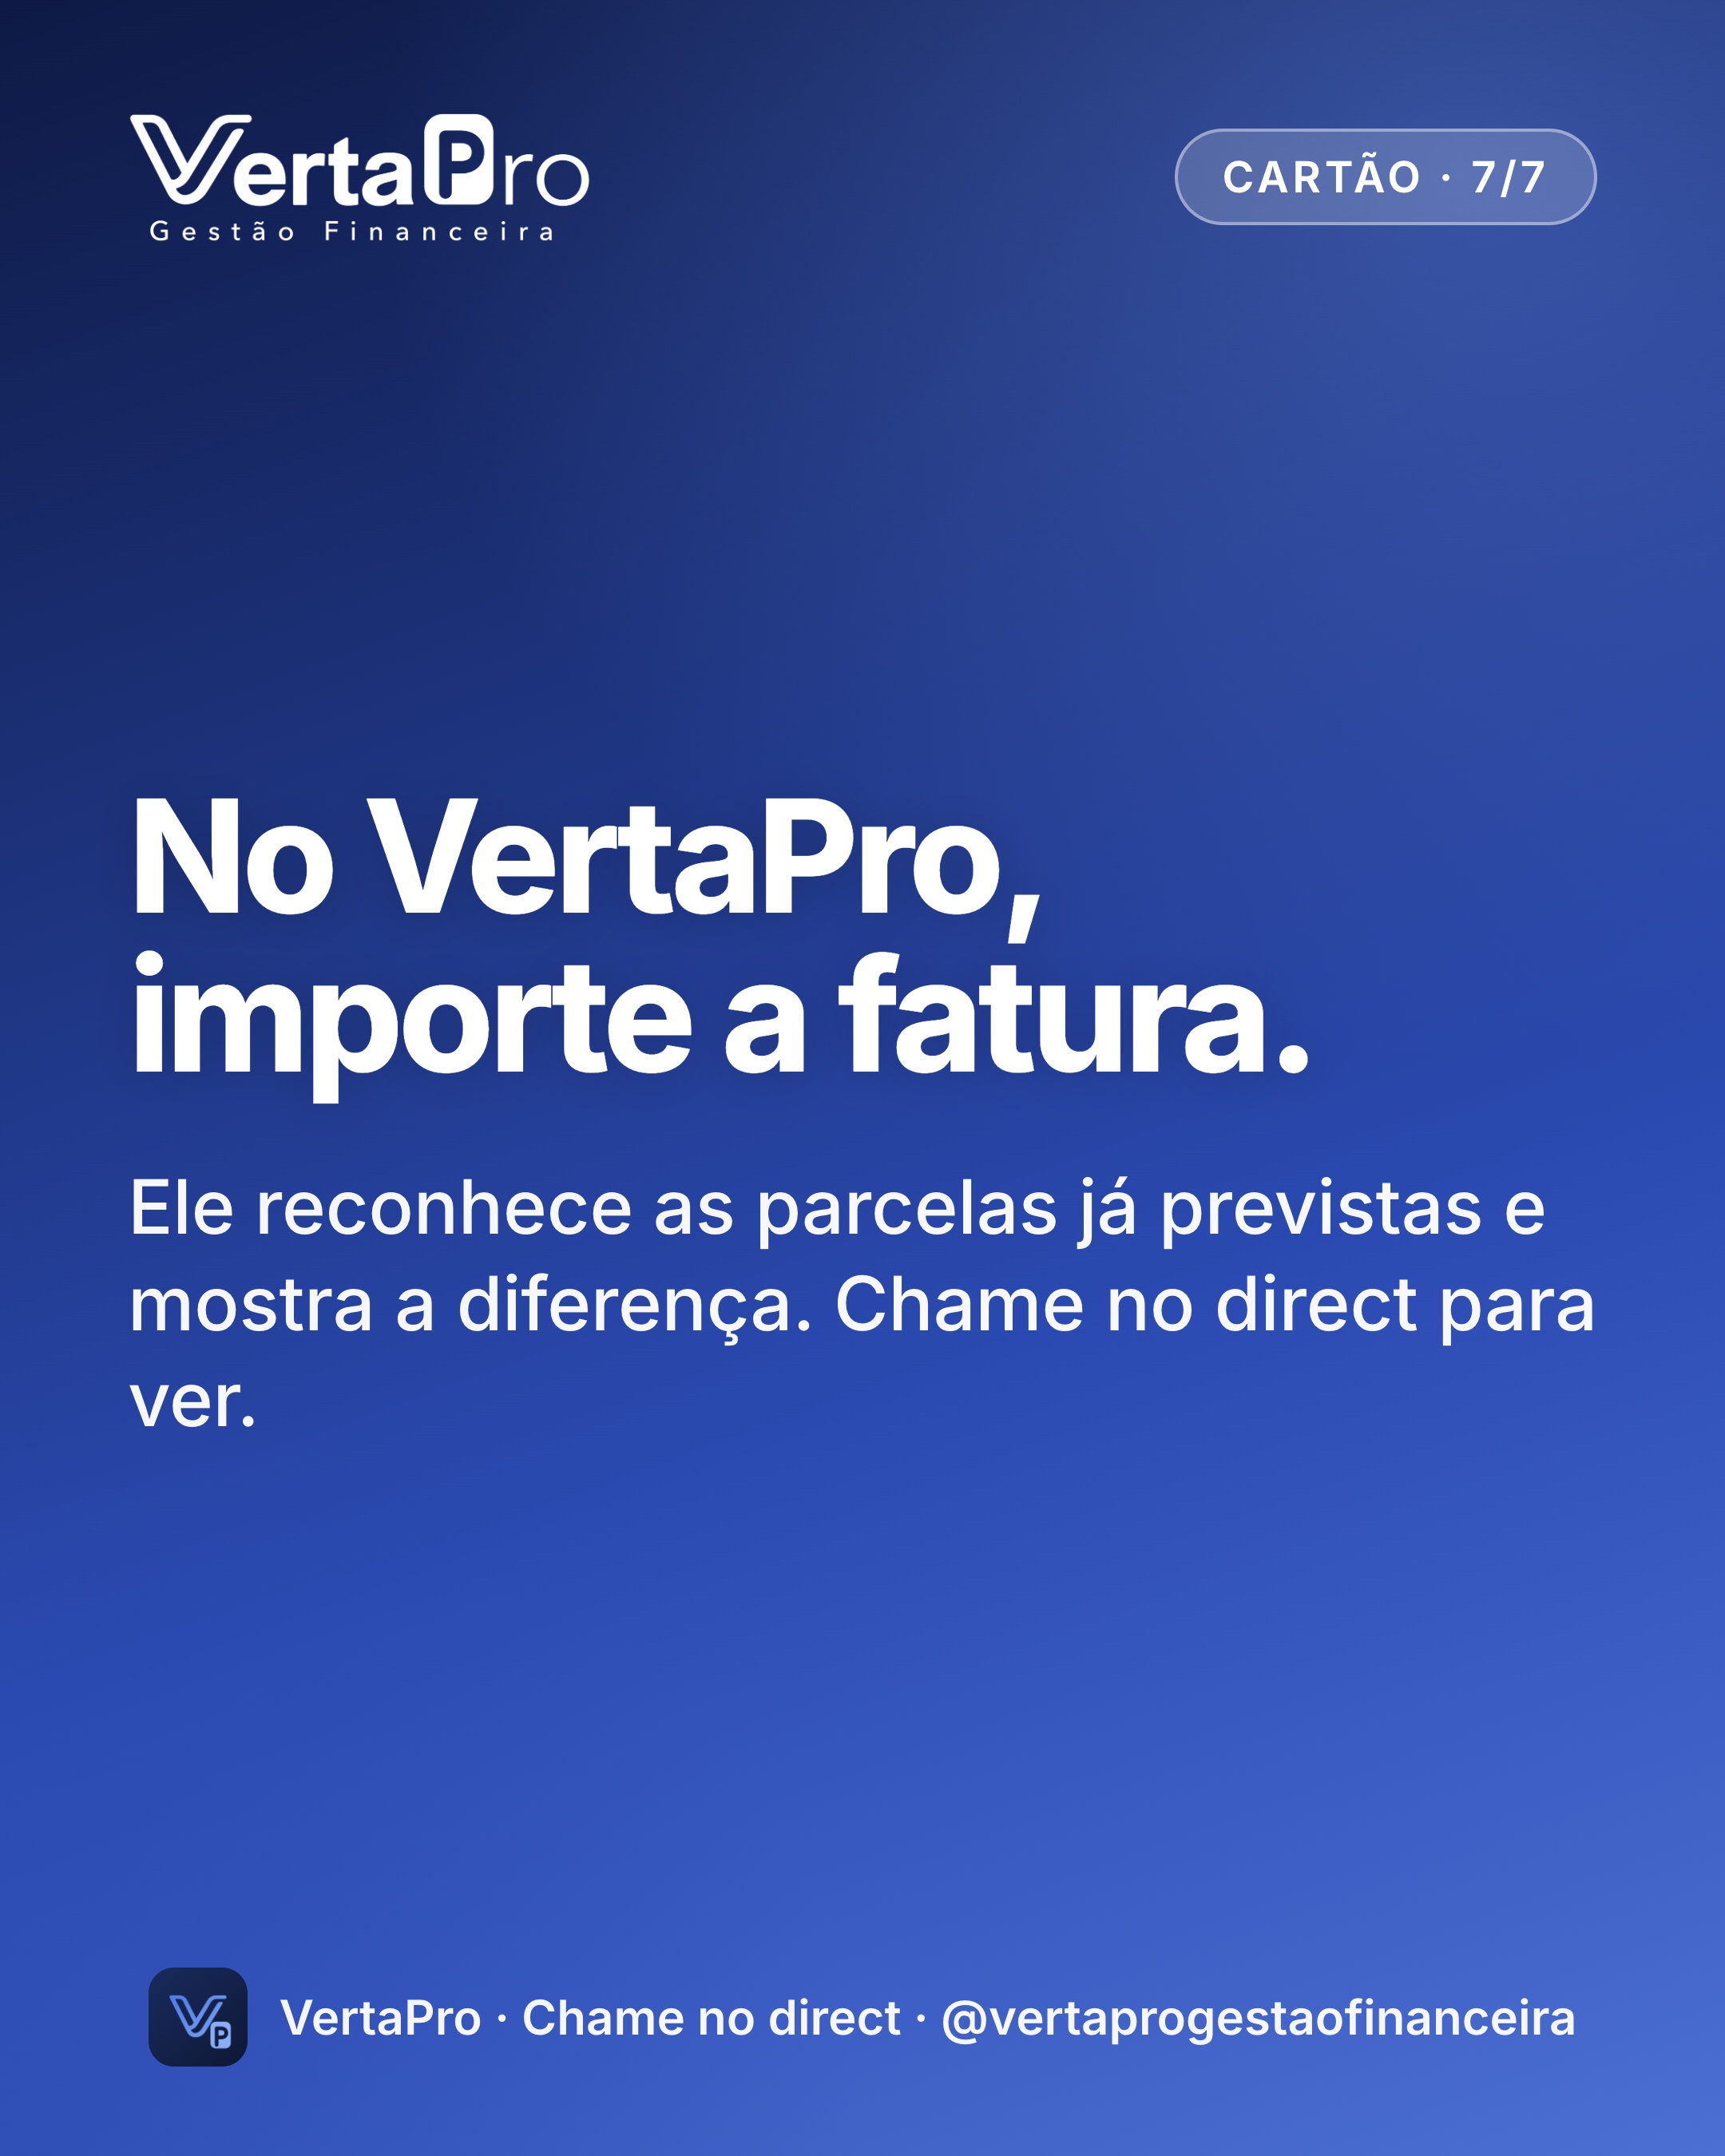 VertaPro
Gestão Financeira
CARTÃO · 7/7
No VertaPro,
importe a fatura.
Ele reconhece as parcelas já previstas e
mostra a diferença. Chame no direct para
ver.
VP
VertaPro · Chame no direct · @vertaprogestaofinanceira